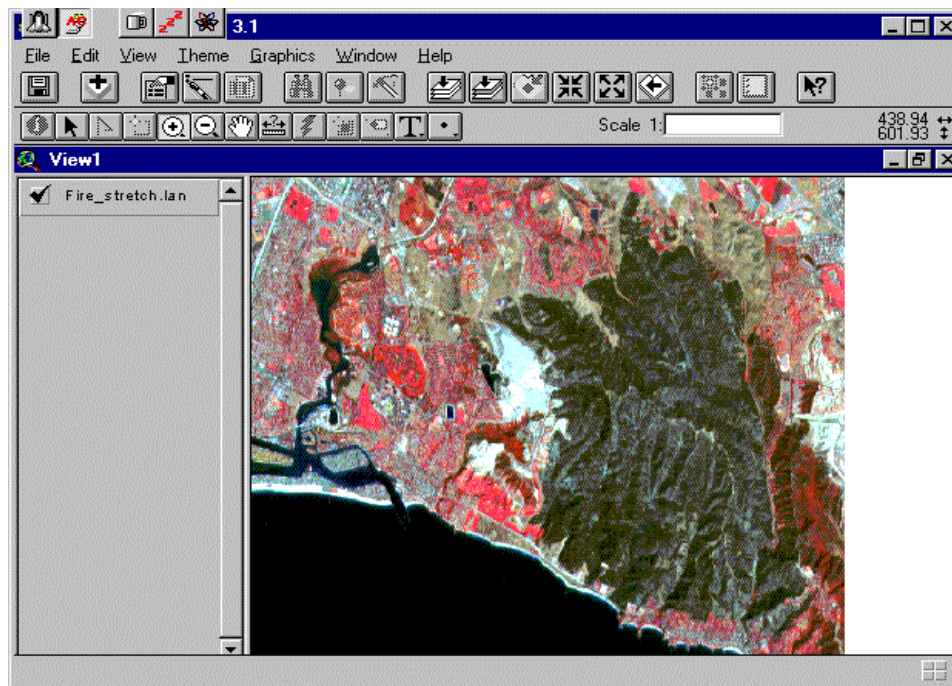 3.1
File Edit View Theme Graphics Window Help
Scale 1:
438.94
601.93
View1
Fire_stretch.lan